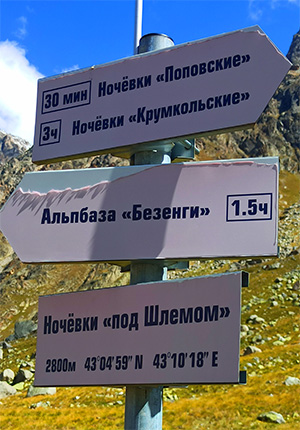 30 мин Ночёвки «Поповские»
3ч Ночёвки «Крумкольские»
Альпбаза «Безенги» 1.5ч
Ночёвки «под Шлемом»
2800м 43°04'59" N 43°10'18" E